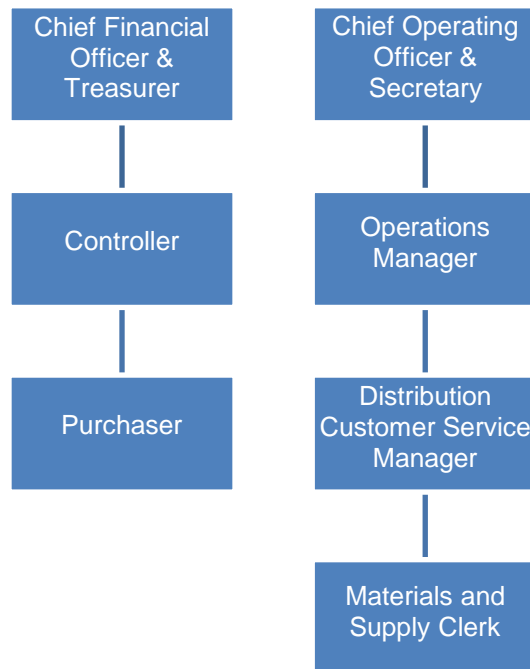 Chief Financial
Officer &
Treasurer
Controller
Purchaser
Chief Operating
Officer &
Secretary
Operations
Manager
Distribution
Customer Service
Manager
Materials and
Supply Clerk